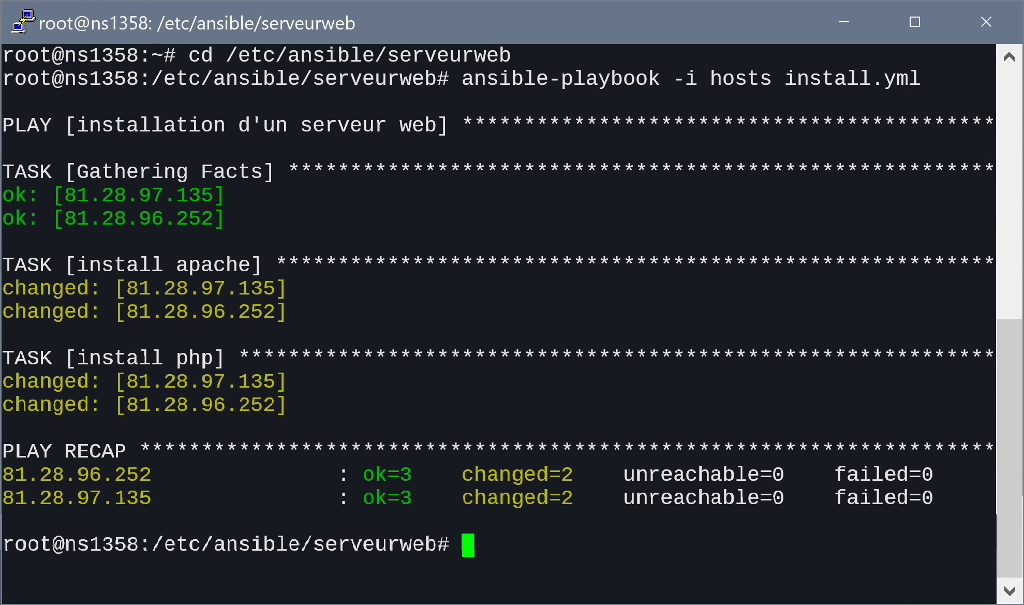 root@ns1358: /etc/ansible/serveurweb
root@ns1358:~# cd /etc/ansible/serveurweb
root@ns1358:/etc/ansible/serveurweb# ansible-playbook -i hosts install.yml
PLAY [installation d'un serveur web] *******************************************
TASK [Gathering Facts] *********************************************************
ok: [81.28.97.135]
ok: [81.28.96.252]
TASK [install apache] **********************************************************
changed: [81.28.97.135]
changed: [81.28.96.252]
TASK [install php] *************************************************************
changed: [81.28.97.135]
changed: [81.28.96.252]
PLAY RECAP *********************************************************************
81.28.96.252               : ok=3    changed=2    unreachable=0    failed=0
81.28.97.135               : ok=3    changed=2    unreachable=0    failed=0
root@ns1358:/etc/ansible/serveurweb#